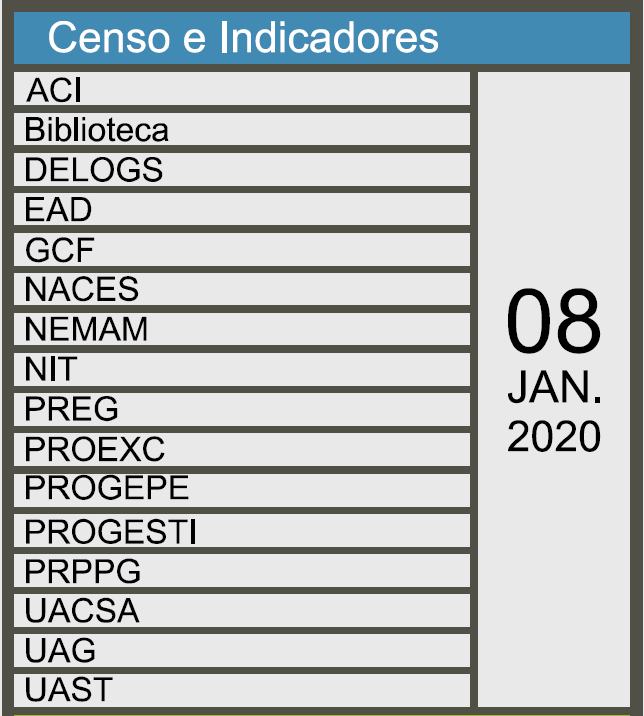 Censo e Indicadores
ACI
Biblioteca
DELOGS
EAD
GCF
NACES
NEMAM
NIT
PREG
PROEXC
PROGEPE
PROGESTI
PRPPG
UACSA
UAG
UAST
08
JAN.
2020